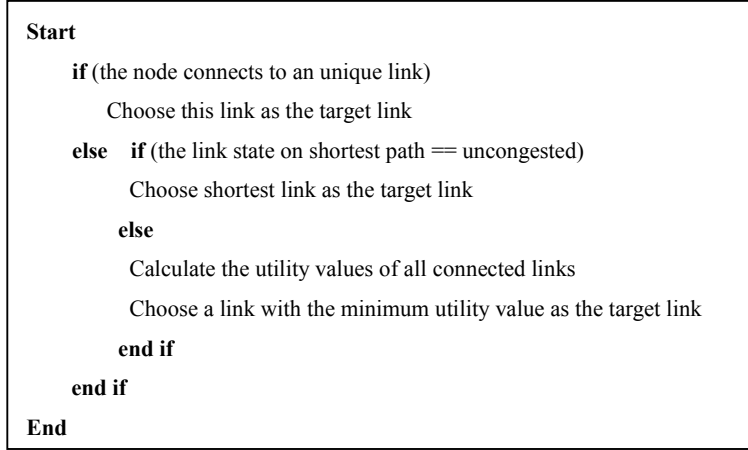 Start
if (the node connects to an unique link)
Choose this link as the target link
else if (the link state on shortest path == uncongested)
Choose shortest link as the target link
else
Calculate the utility values of all connected links
Choose a link with the minimum utility value as the target link
end if
end if
End